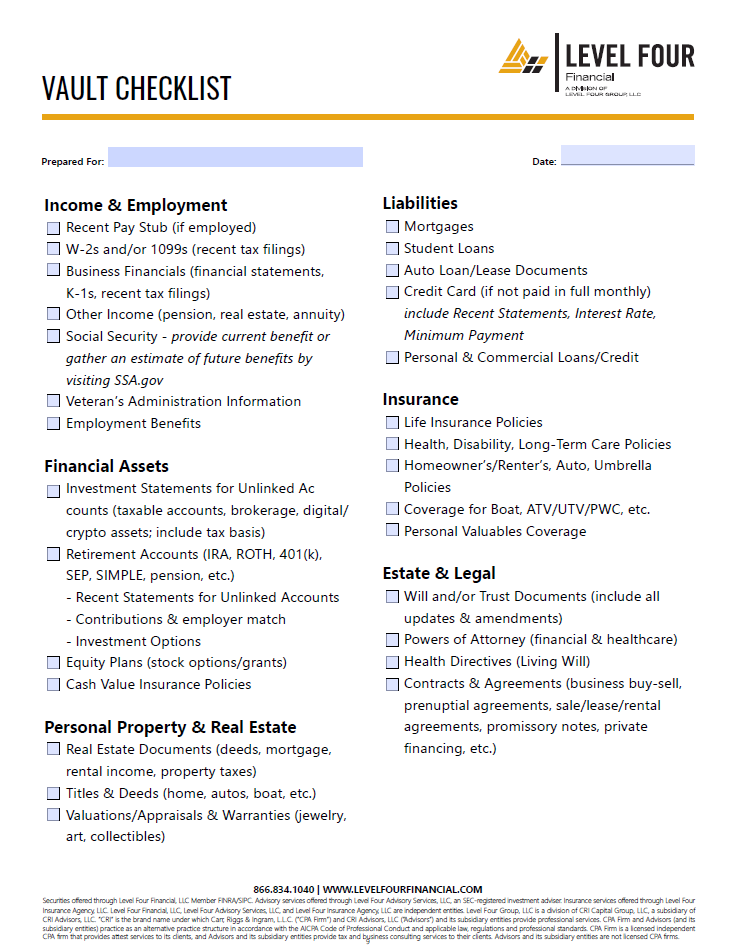 LEVEL FOUR
Financial
A DIVISION OF
LEVEL FOUR GROUP, LLC
VAULT CHECKLIST
Prepared For:
Date:
Income & Employment
Recent Pay Stub (if employed)
W-2s and/or 1099s (recent tax filings)
Business Financials (financial statements,
K-1s, recent tax filings)
Other Income (pension, real estate, annuity)
Social Security - provide current benefit or
gather an estimate of future benefits by
visiting SSA.gov
Veteran’s Administration Information
Employment Benefits
Financial Assets
Investment Statements for Unlinked Ac
counts (taxable accounts, brokerage, digital/
crypto assets; include tax basis)
Retirement Accounts (IRA, ROTH, 401(k),
SEP, SIMPLE, pension, etc.)
- Recent Statements for Unlinked Accounts
- Contributions & employer match
- Investment Options
Equity Plans (stock options/grants)
Cash Value Insurance Policies
Personal Property & Real Estate
Real Estate Documents (deeds, mortgage,
rental income, property taxes)
Titles & Deeds (home, autos, boat, etc.)
Valuations/Appraisals & Warranties (jewelry,
art, collectibles)
Liabilities
Mortgages
Student Loans
Auto Loan/Lease Documents
Credit Card (if not paid in full monthly)
include Recent Statements, Interest Rate,
Minimum Payment
Personal & Commercial Loans/Credit
Insurance
Life Insurance Policies
Health, Disability, Long-Term Care Policies
Homeowner’s/Renter’s, Auto, Umbrella
Policies
Coverage for Boat, ATV/UTV/PWC, etc.
Personal Valuables Coverage
Estate & Legal
Will and/or Trust Documents (include all
updates & amendments)
Powers of Attorney (financial & healthcare)
Health Directives (Living Will)
Contracts & Agreements (business buy-sell,
prenuptial agreements, sale/lease/rental
agreements, promissory notes, private
financing, etc.)
866.834.1040 | WWW.LEVELFOURFINANCIAL.COM
Securities offered through Level Four Financial, LLC Member FINRA/SIPC. Advisory services offered through Level Four Advisory Services, LLC, an SEC-registered investment adviser. Insurance services offered through Level Four
Insurance Agency, LLC. Level Four Financial, LLC, Level Four Advisory Services, LLC, and Level Four Insurance Agency, LLC are independent entities. Level Four Group, LLC is a division of CRI Capital Group, LLC, a subsidiary of
CRI Advisors, LLC. “CRI” is the brand name under which Carr, Riggs & Ingram, L.L.C. (“CPA Firm”) and CRI Advisors, LLC (“Advisors”) and its subsidiary entities provide professional services. CPA Firm and Advisors (and its
subsidiary entities) practice as an alternative practice structure in accordance with the AICPA Code of Professional Conduct and applicable law, regulations and professional standards. CPA Firm is a licensed independent
CPA firm that provides attest services to its clients, and Advisors and its subsidiary entities provide tax and business consulting services to their clients. Advisors and its subsidiary entities are not licensed CPA firms.
9